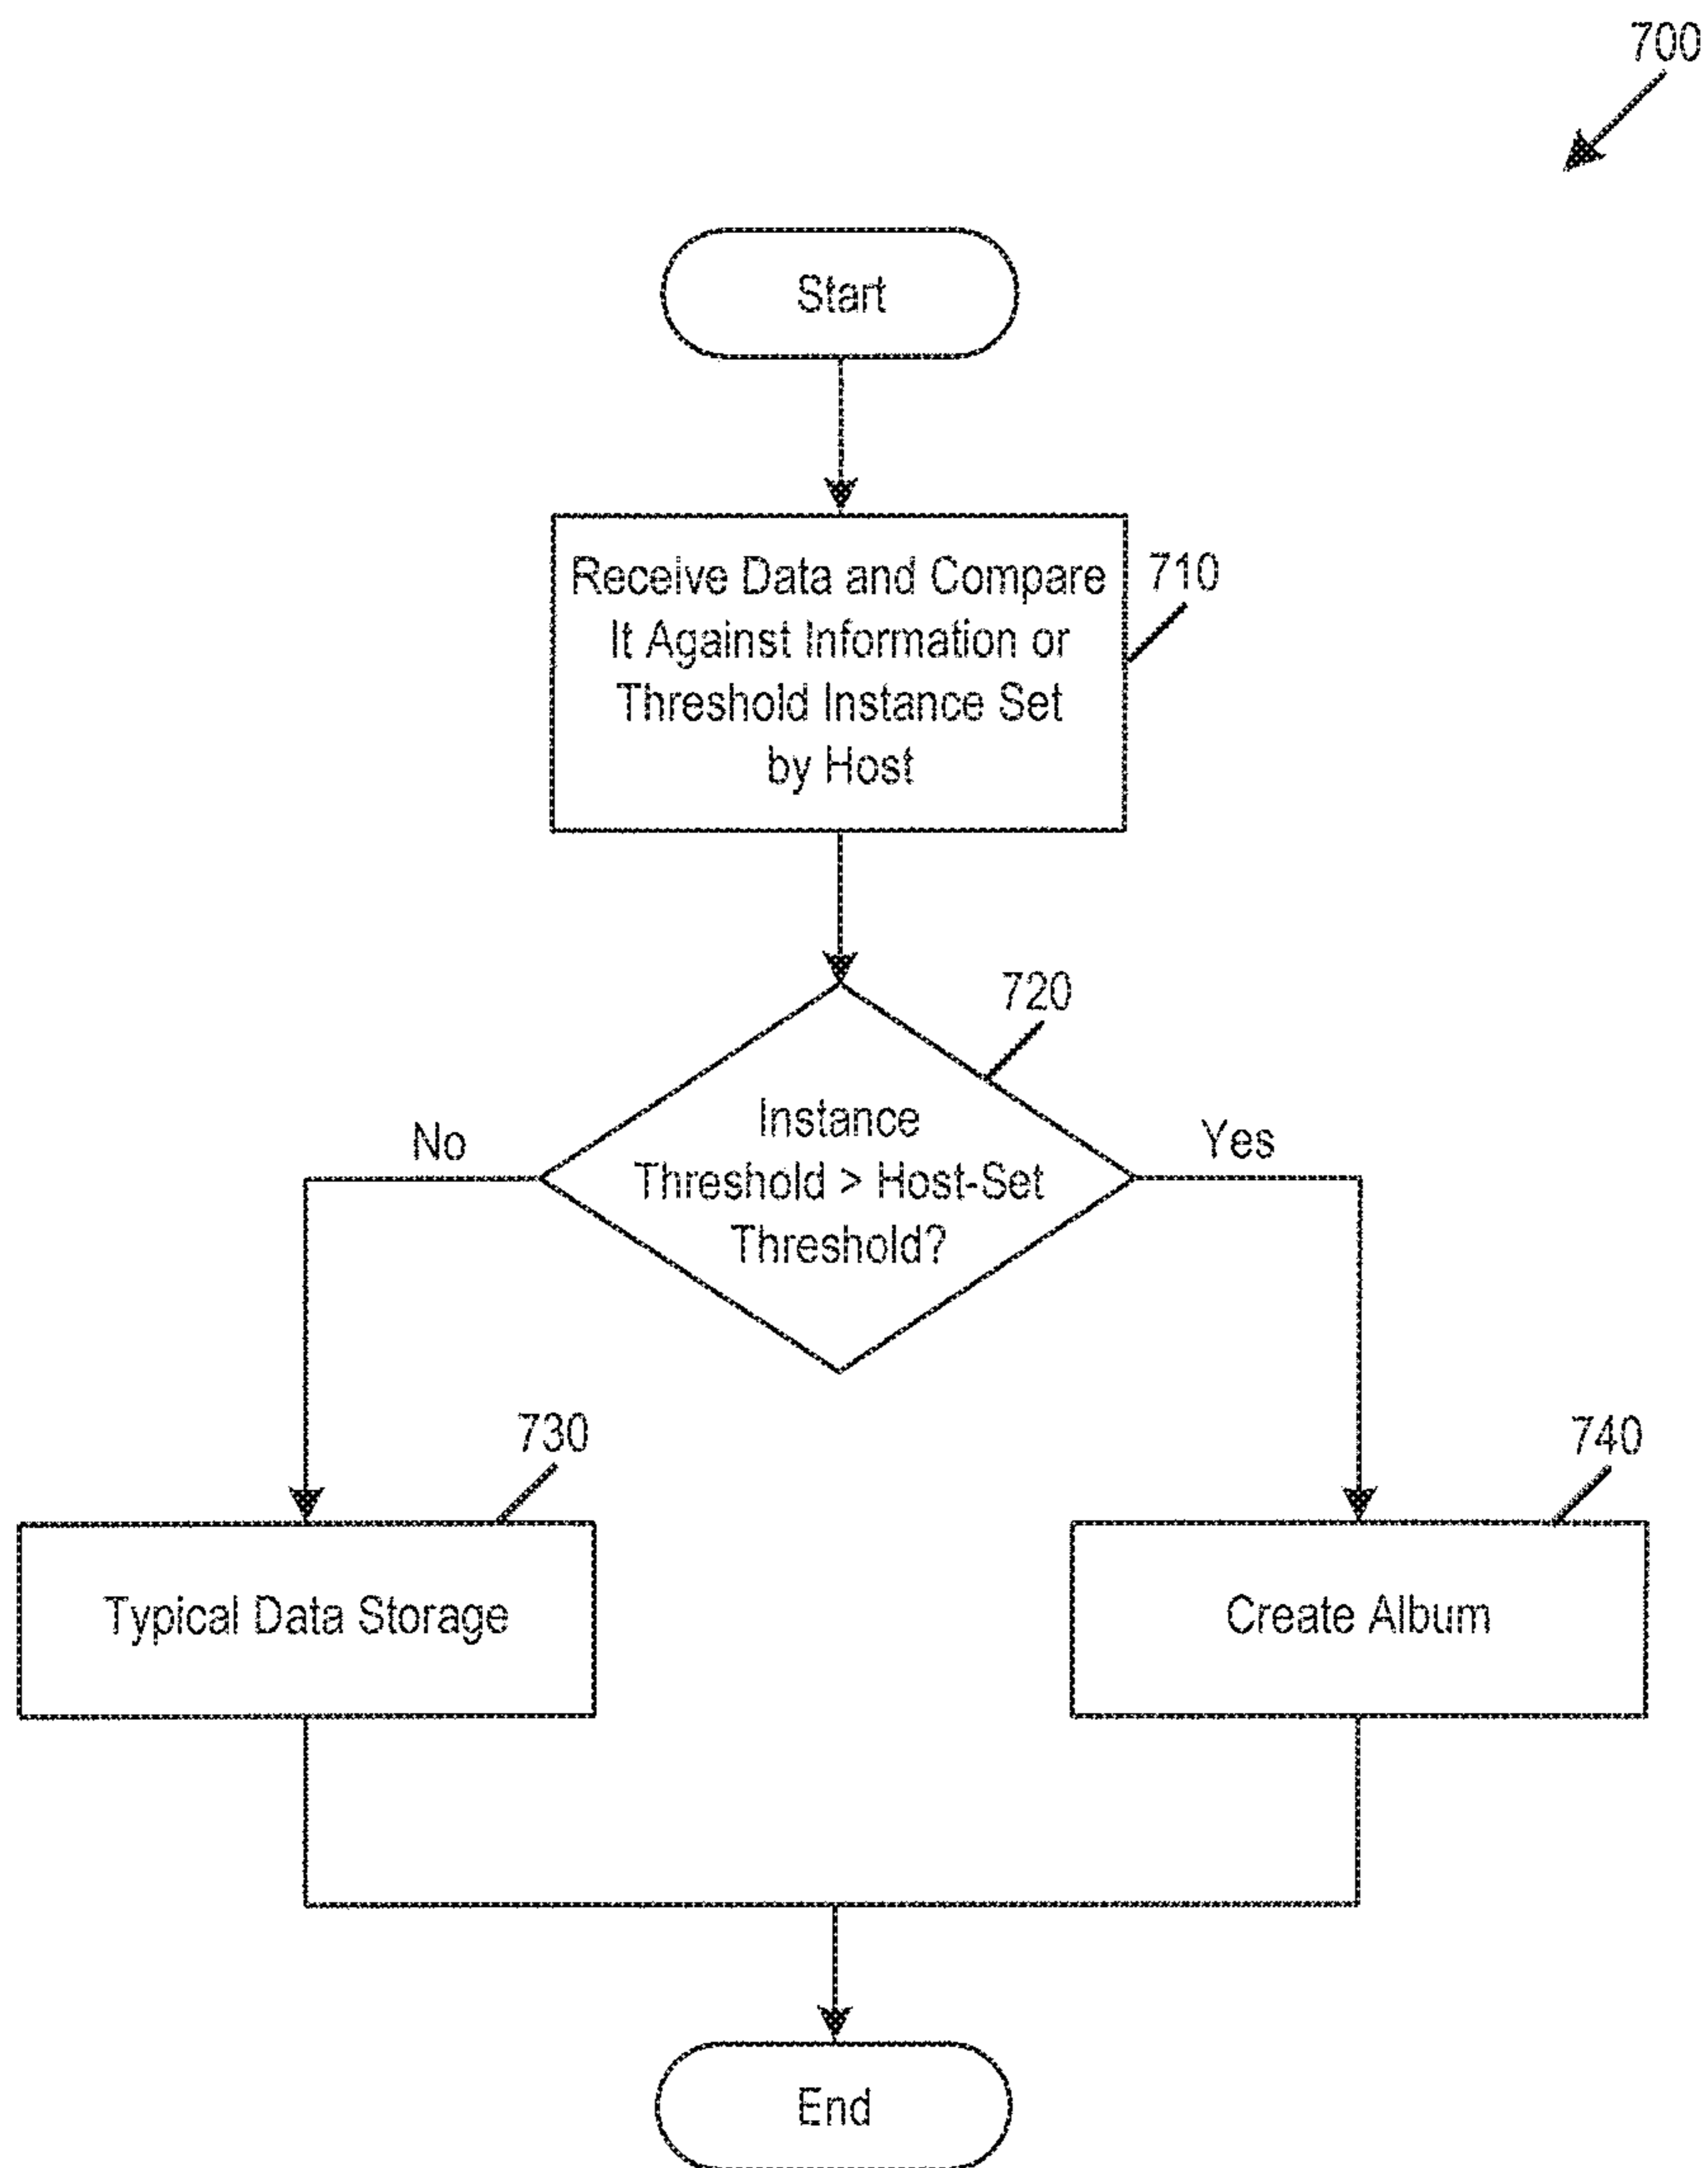 700
Start
Receive Data and Compare
It Against Information or
Threshold Instance Set
by Host
710
720
Instance
Threshold > Host-Set
Threshold?
No
Yes
730
Typical Data Storage
740
Create Album
End